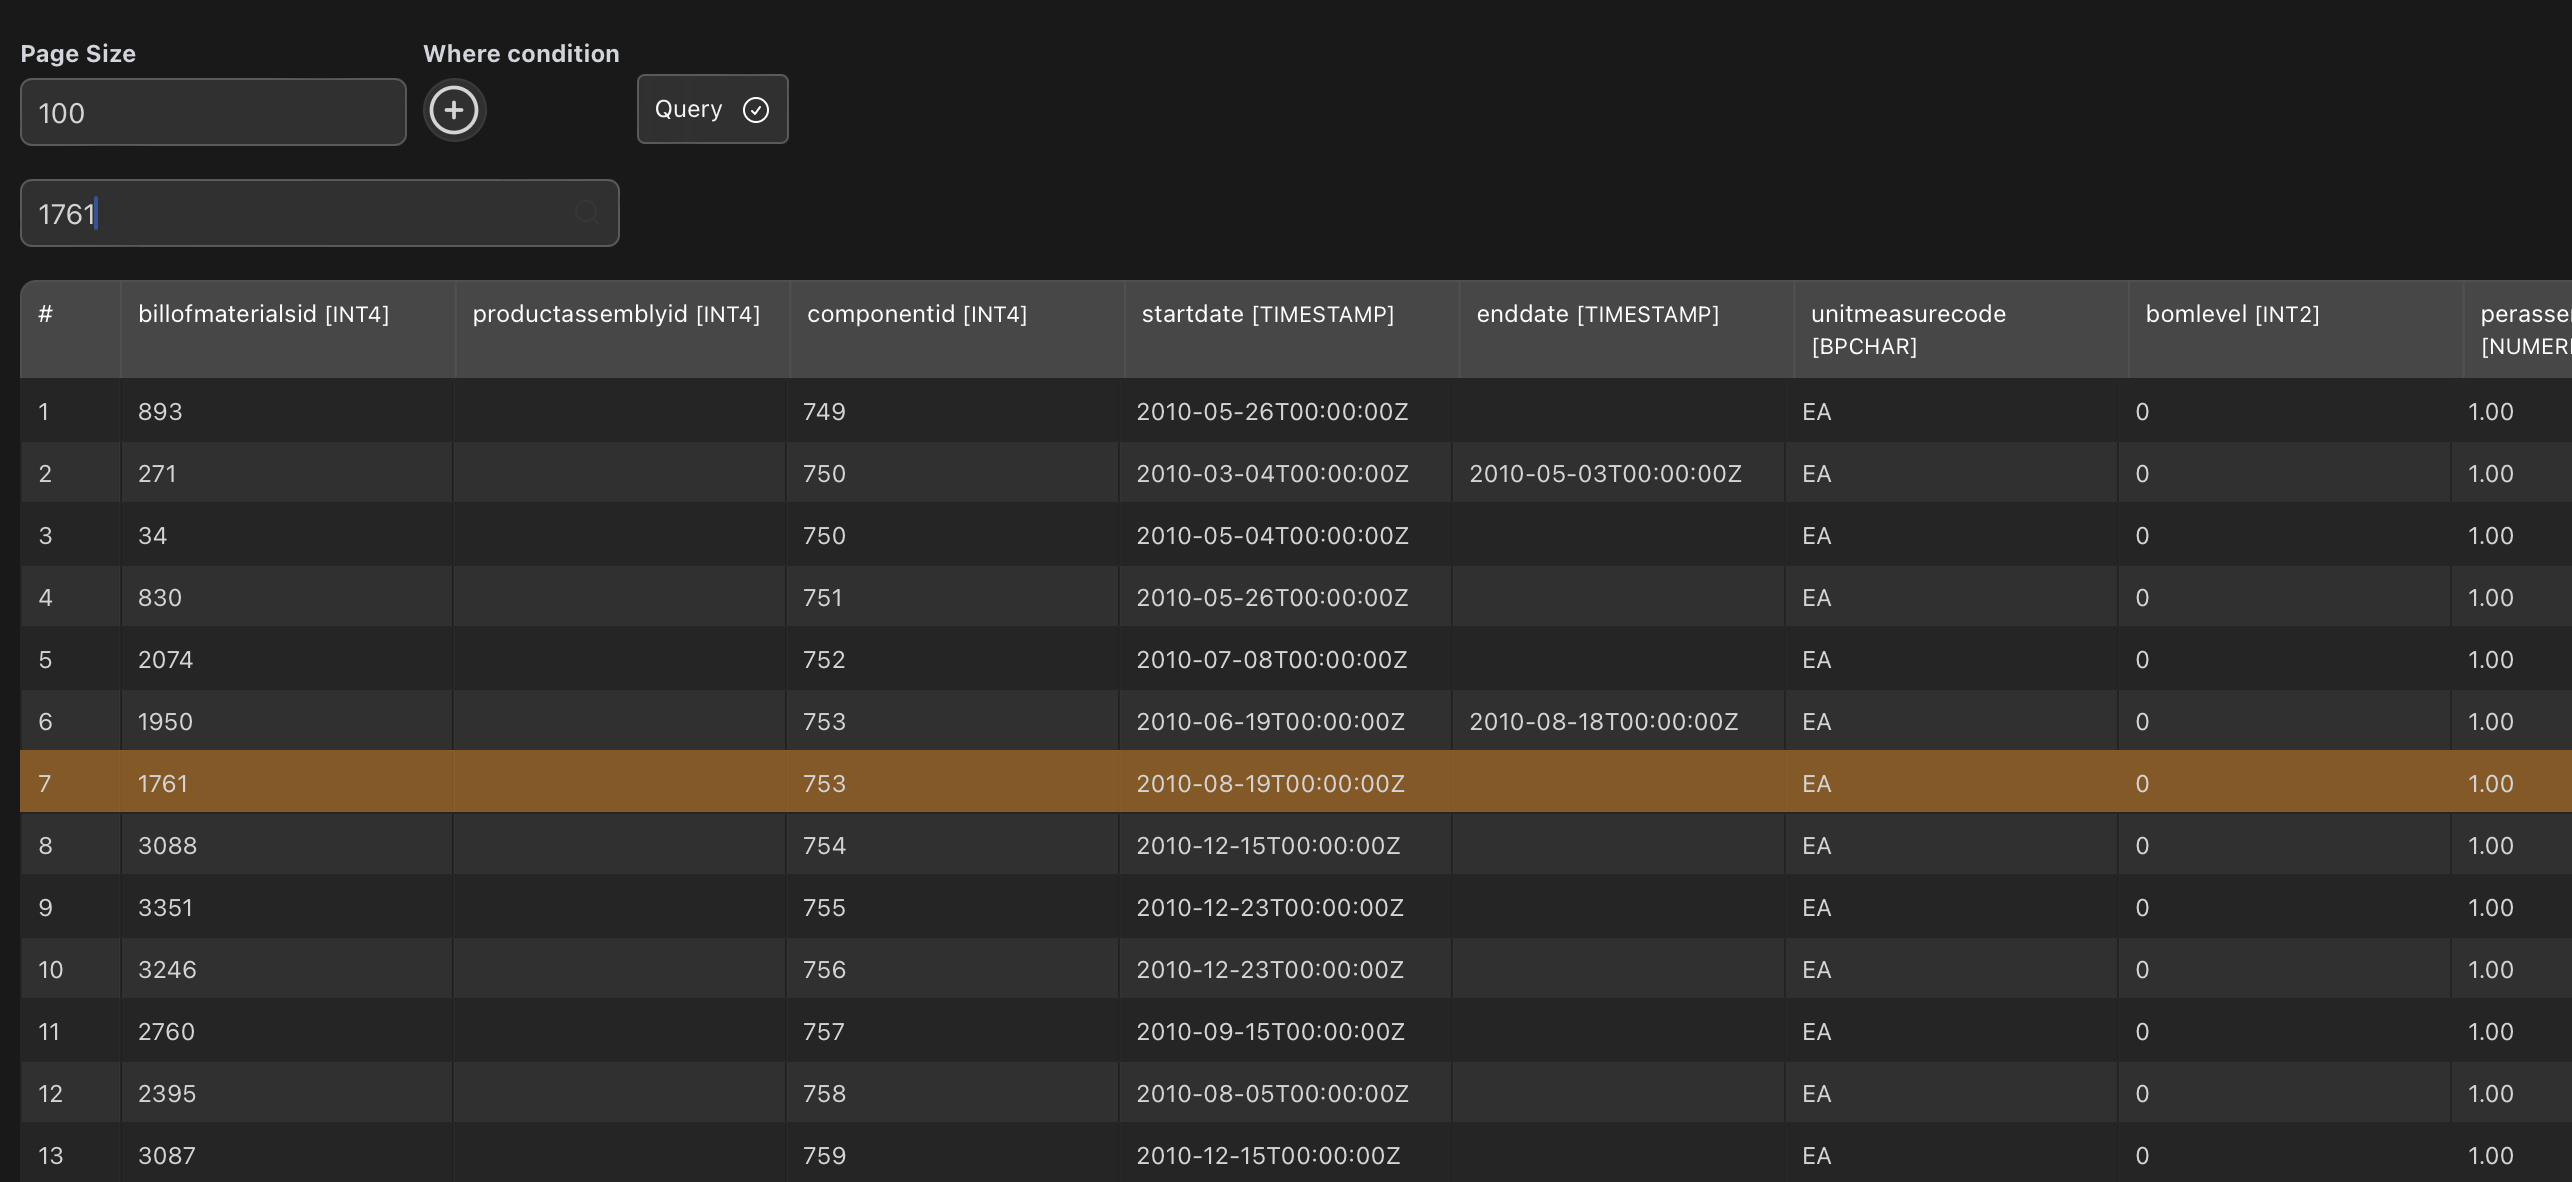 Page Size Where condition
100 Query
1761
# billofmaterialsid [INT4] productassemblyid [INT4] componentid [INT4] startdate [TIMESTAMP] enddate [TIMESTAMP] unitmeasurecode bomlevel [INT2] perasse
[BPCHAR] [NUMER
1 893 749 2010-05-26T00:00:00Z EA 0 1.00
2 271 750 2010-03-04T00:00:00Z 2010-05-03T00:00:00Z EA 0 1.00
3 34 750 2010-05-04T00:00:00Z EA 0 1.00
4 830 751 2010-05-26T00:00:00Z EA 0 1.00
5 2074 752 2010-07-08T00:00:00Z EA 0 1.00
6 1950 753 2010-06-19T00:00:00Z 2010-08-18T00:00:00Z EA 0 1.00
7 1761 753 2010-08-19T00:00:00Z EA 0 1.00
8 3088 754 2010-12-15T00:00:00Z EA 0 1.00
9 3351 755 2010-12-23T00:00:00Z EA 0 1.00
10 3246 756 2010-12-23T00:00:00Z EA 0 1.00
11 2760 757 2010-09-15T00:00:00Z EA 0 1.00
12 2395 758 2010-08-05T00:00:00Z EA 0 1.00
13 3087 759 2010-12-15T00:00:00Z EA 0 1.00